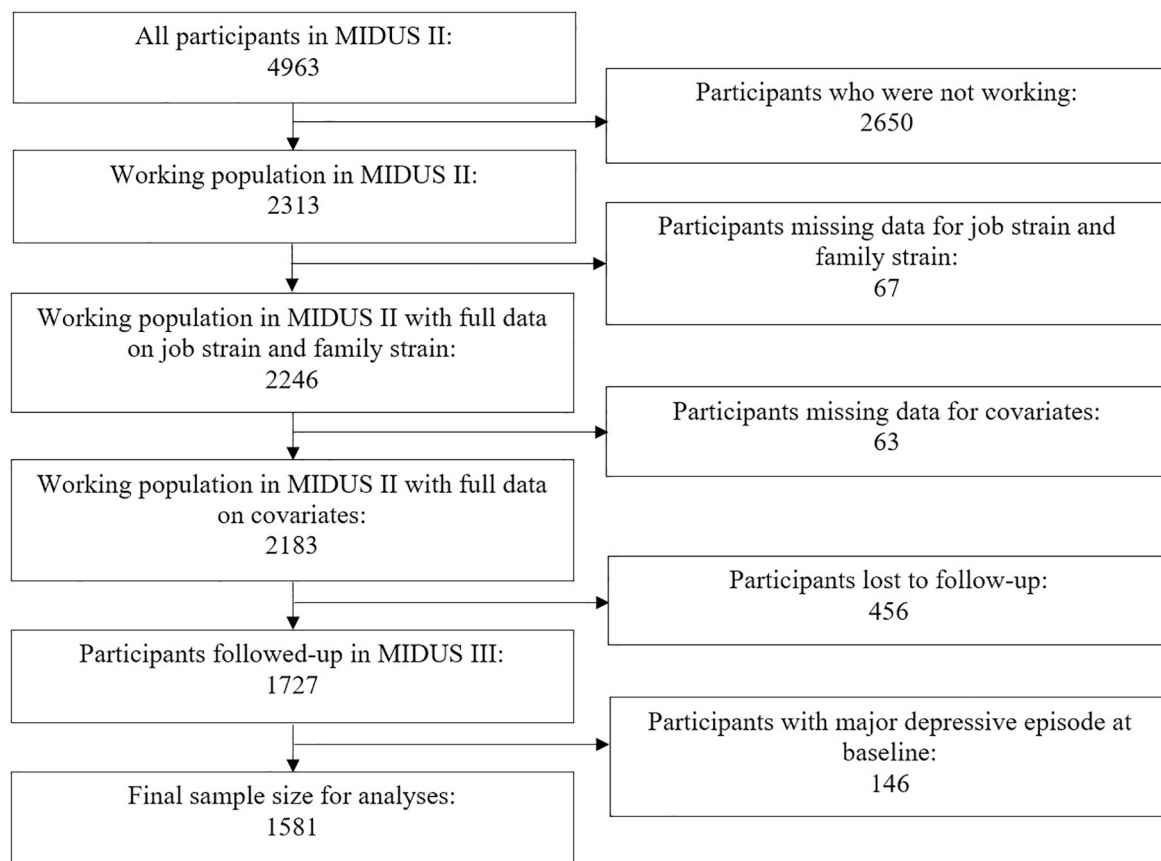 All participants in MIDUS II:
4963
Participants who were not working:
2650
Working population in MIDUS II:
2313
Participants missing data for job strain and
family strain:
67
Working population in MIDUS II with full data
on job strain and family strain:
2246
Participants missing data for covariates:
63
Working population in MIDUS II with full data
on covariates:
2183
Participants lost to follow-up:
456
Participants followed-up in MIDUS III:
1727
Participants with major depressive episode at
baseline:
146
Final sample size for analyses:
1581